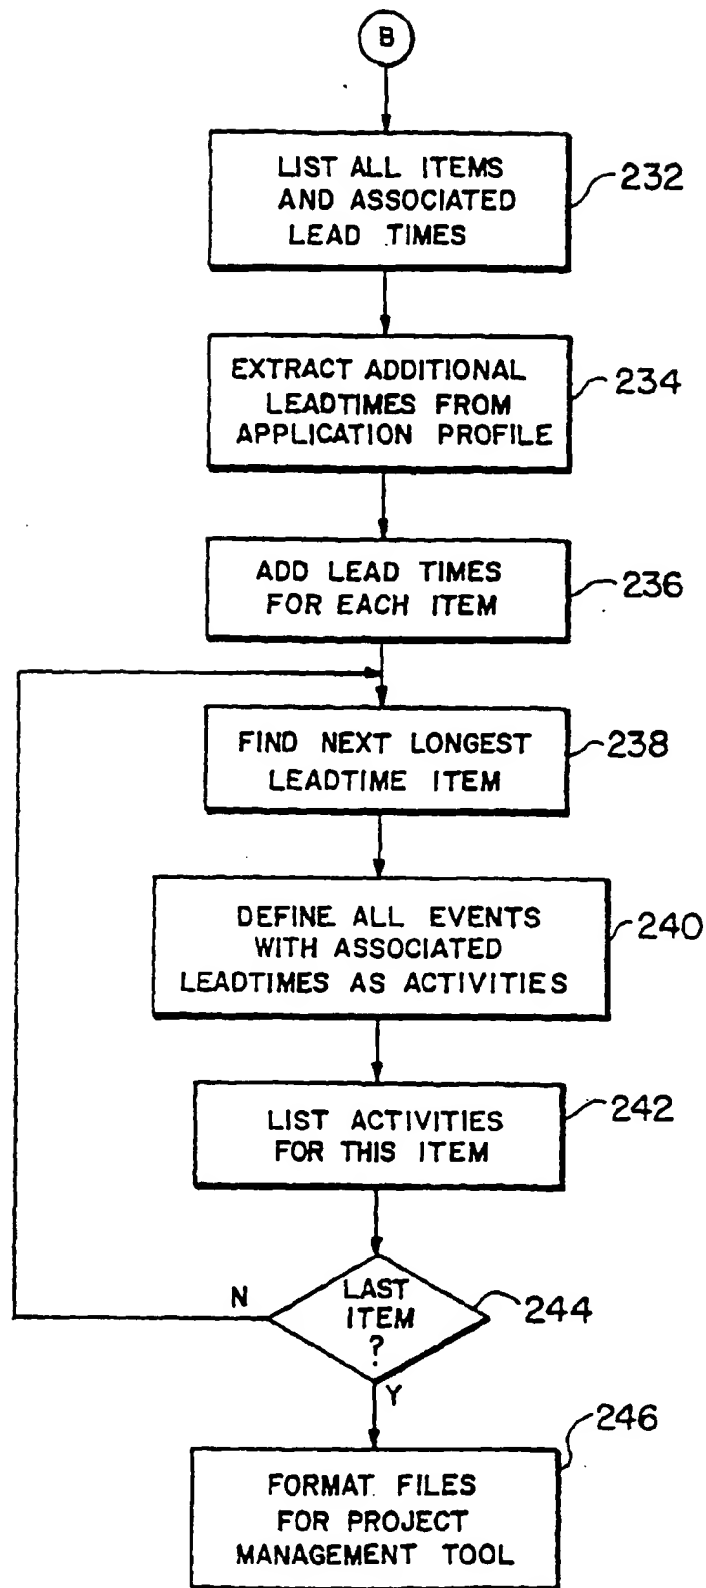 B
LIST ALL ITEMS
AND ASSOCIATED
LEAD TIMES
232
EXTRACT ADDITIONAL
LEADTIMES FROM
APPLICATION PROFILE
234
ADD LEAD TIMES
FOR EACH ITEM
236
FIND NEXT LONGEST
LEADTIME ITEM
238
DEFINE ALL EVENTS
WITH ASSOCIATED
LEADTIMES AS ACTIVITIES
240
LIST ACTIVITIES
FOR THIS ITEM
242
N
LAST
ITEM
?
244
Y
FORMAT FILES
FOR PROJECT
MANAGEMENT TOOL
246